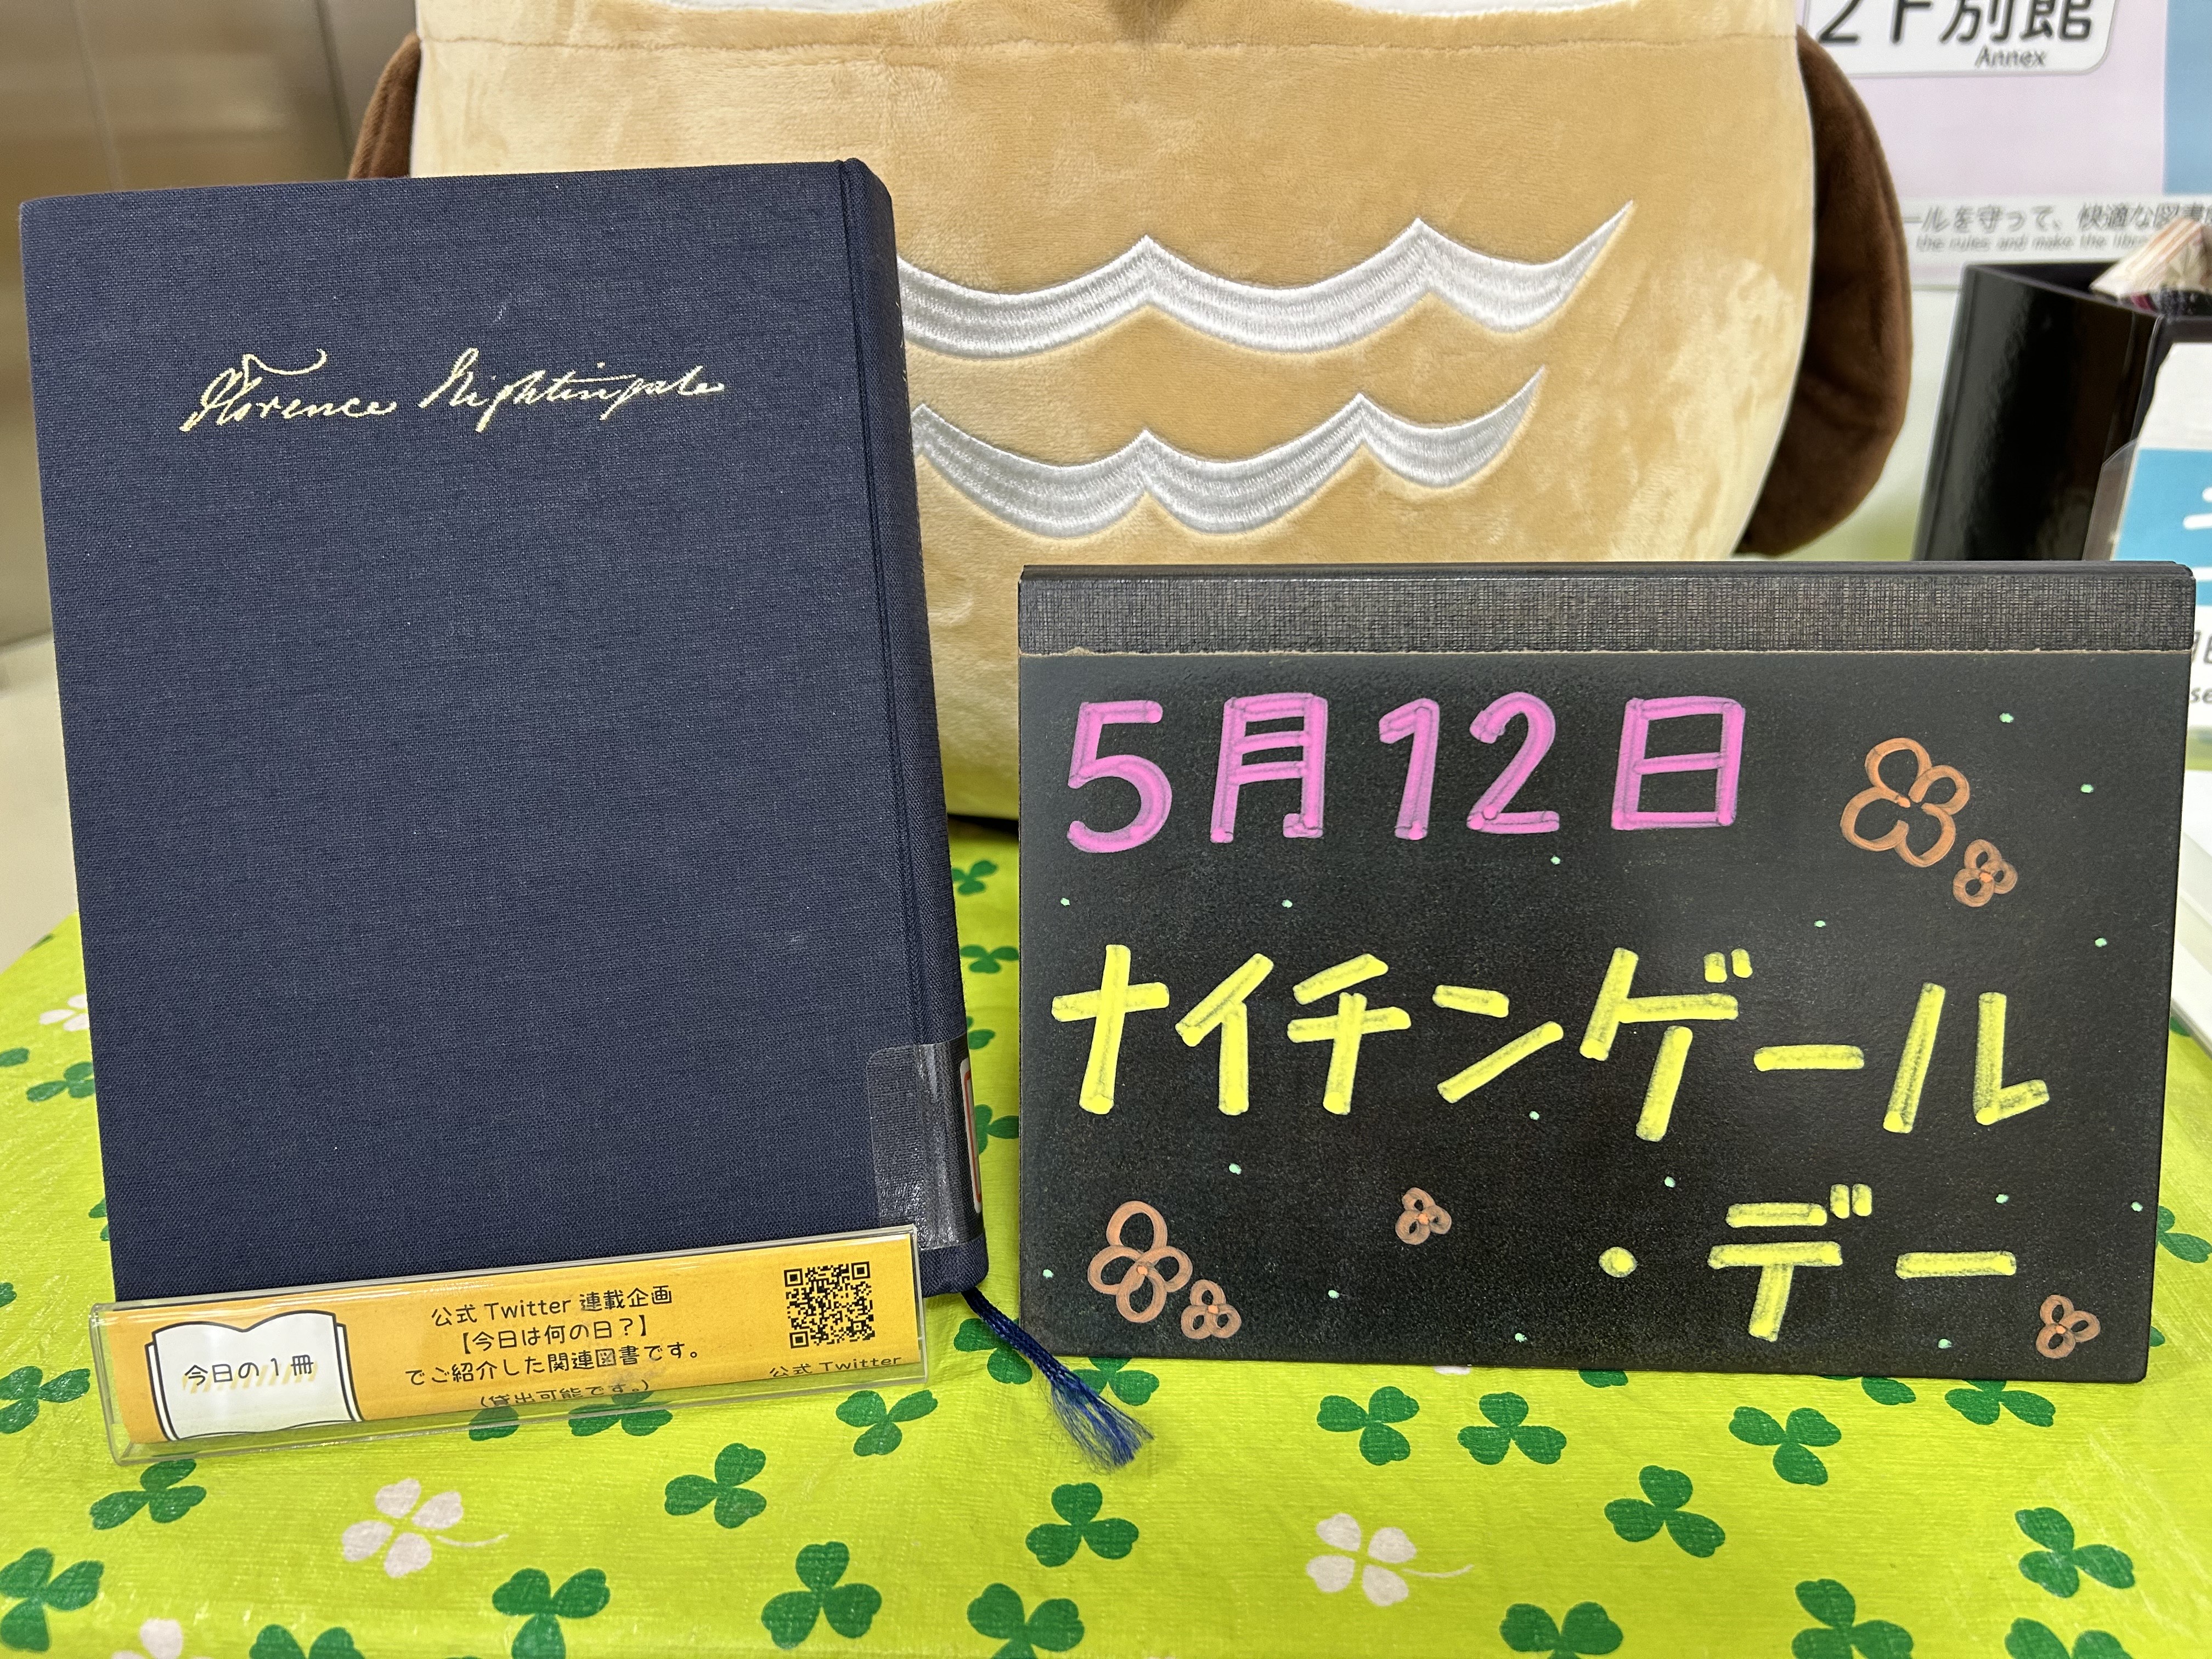 2F別館
Annex
ールを守って、快適な図書
the rules and make the libr
Florence Nightingale
5月12日
ナイチンゲール
・デー
今日の1冊
公式 Twitter 連載企画
【今日は何の日?】
でご紹介した関連図書です。
(貸出可能です。)
公式 Twitter